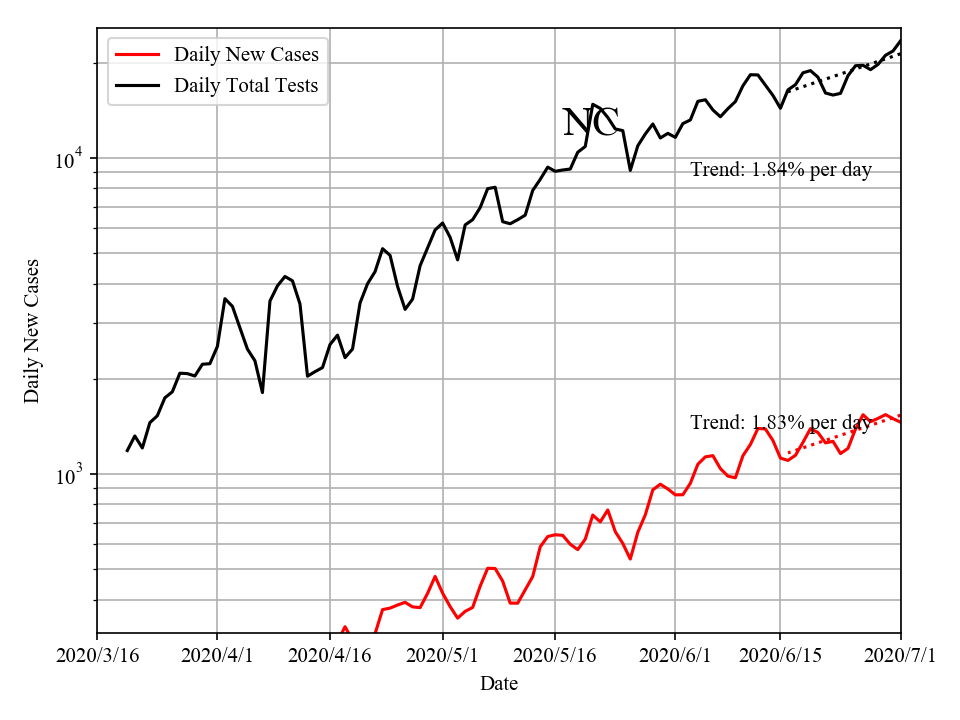 Daily New Cases
Daily Total Tests
NC
10^4
Trend: 1.84% per day
Daily New Cases
Trend: 1.83% per day
10^3
2020/3/16 2020/4/1 2020/4/16 2020/5/1 2020/5/16 2020/6/1 2020/6/15 2020/7/1
Date